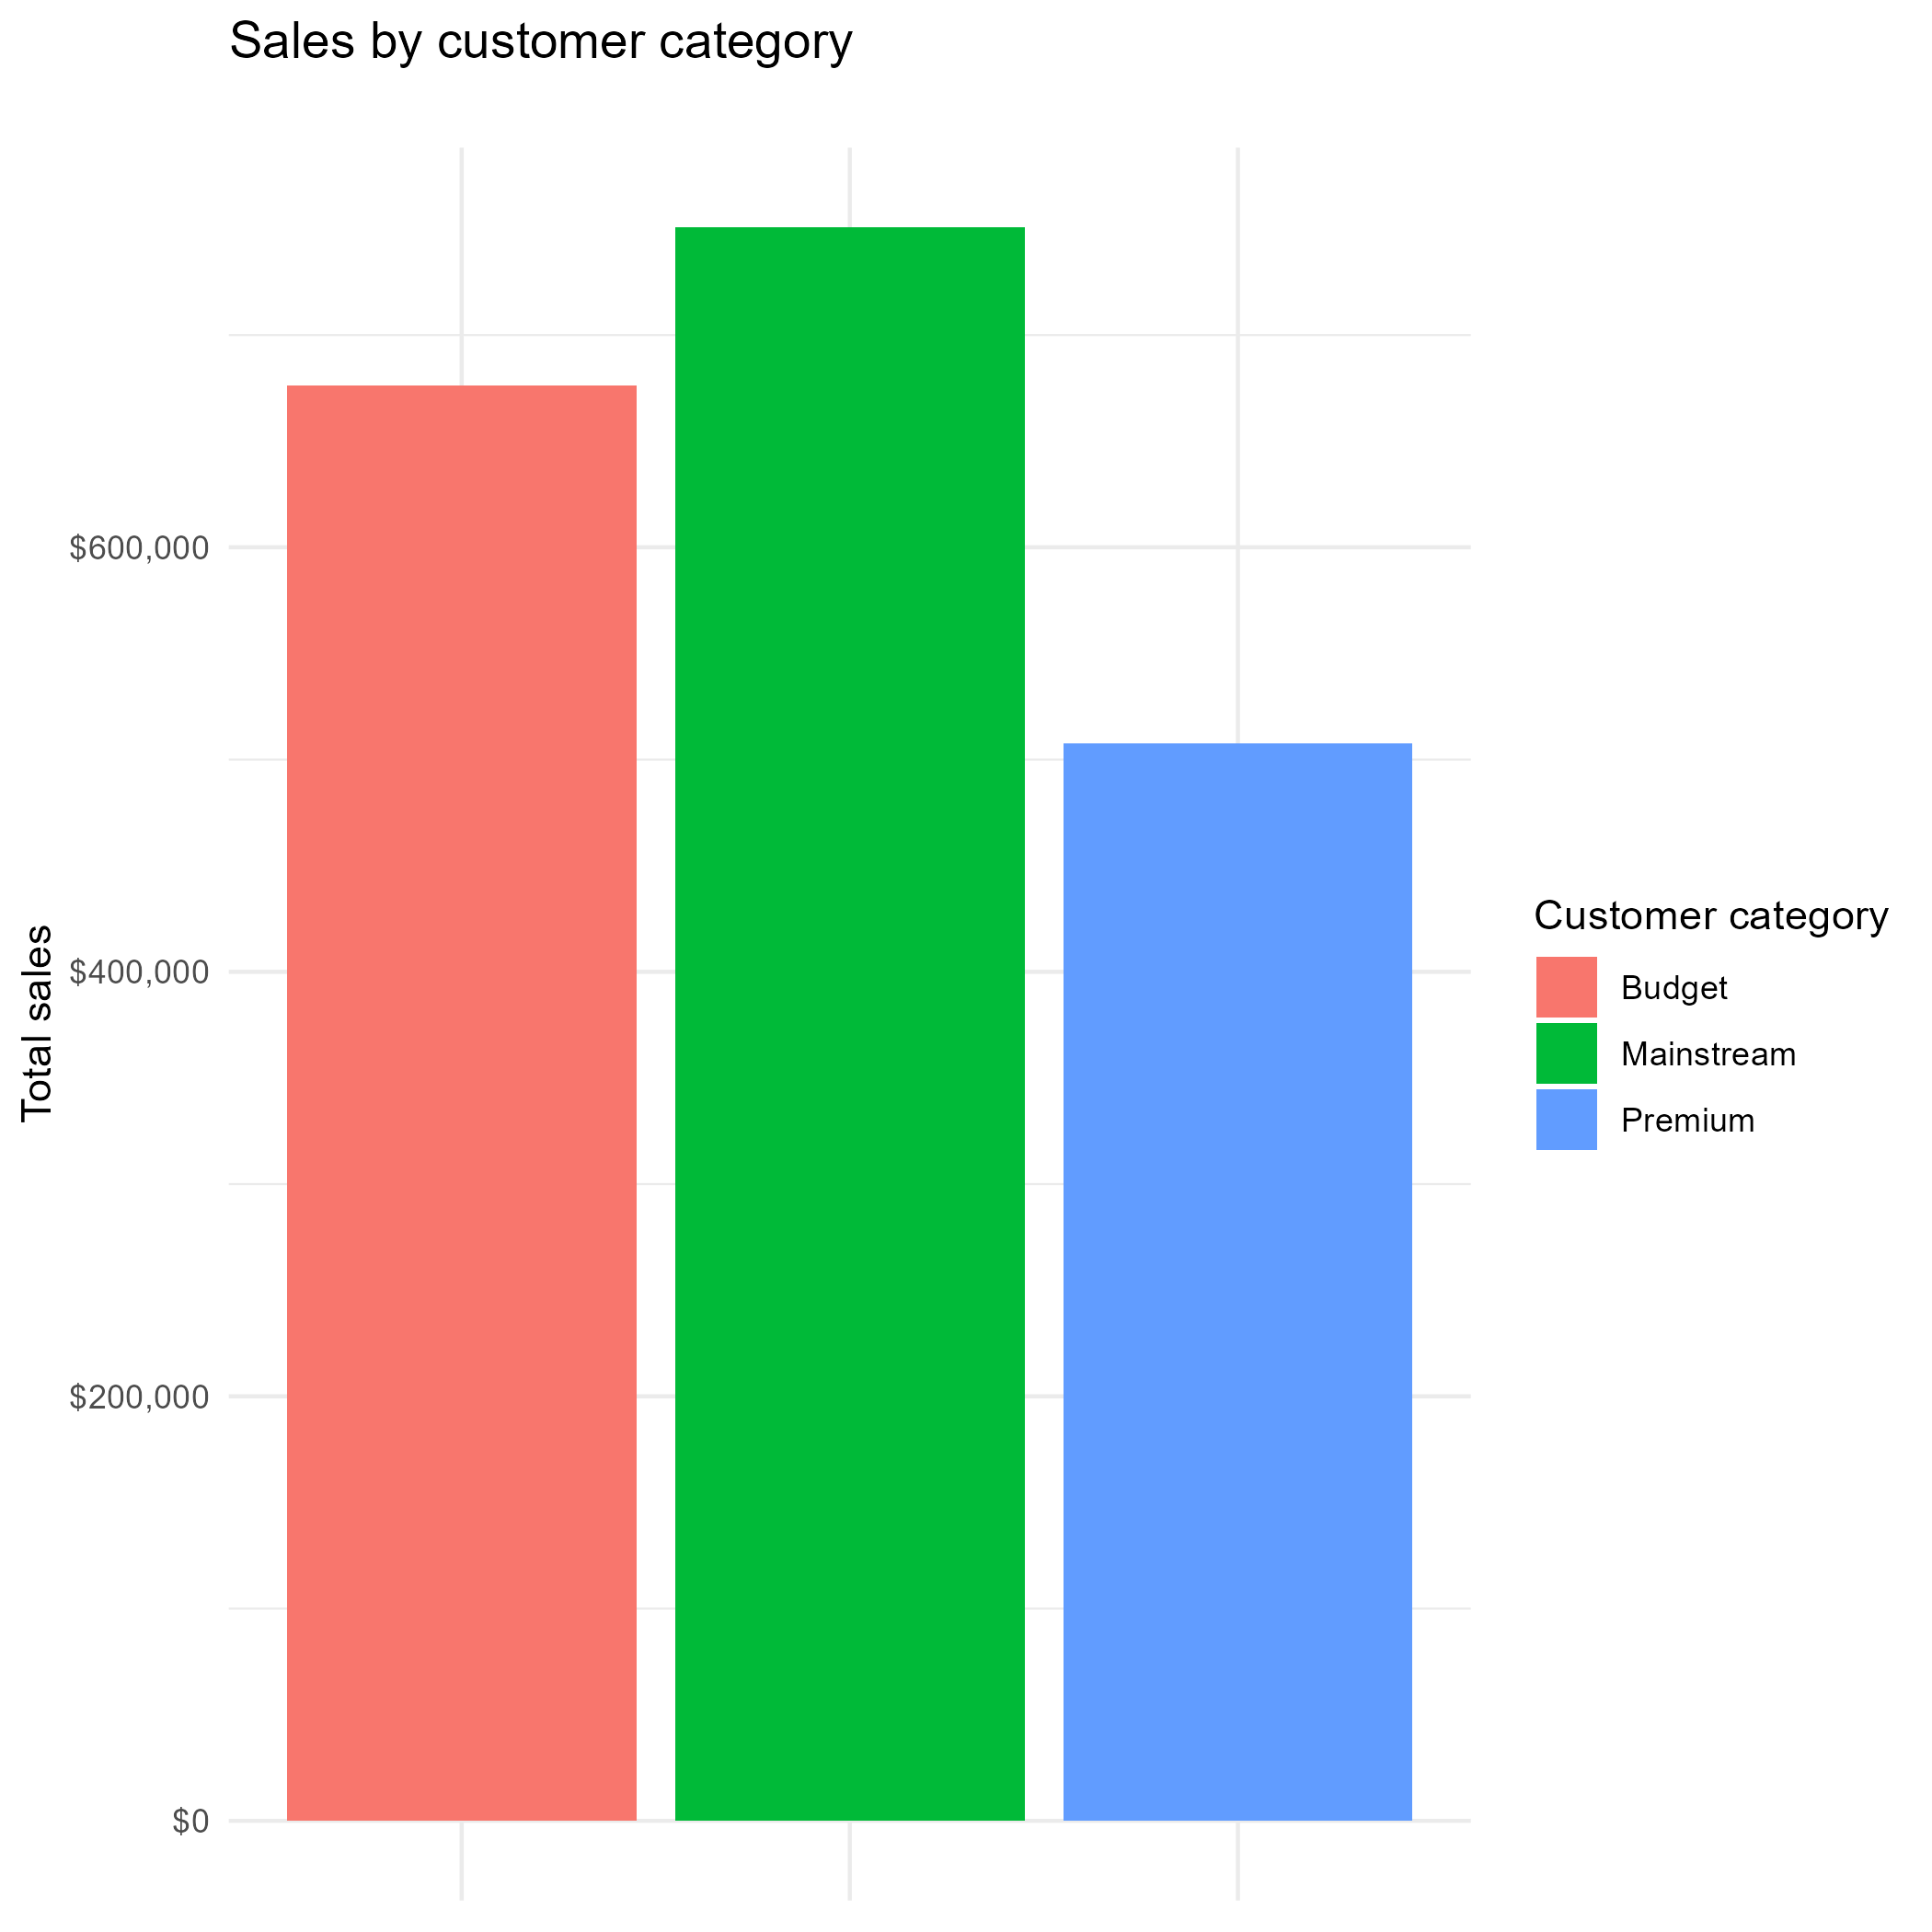 Sales by customer category
Total sales
$600,000
$400,000
$200,000
$0
Customer category
Budget
Mainstream
Premium